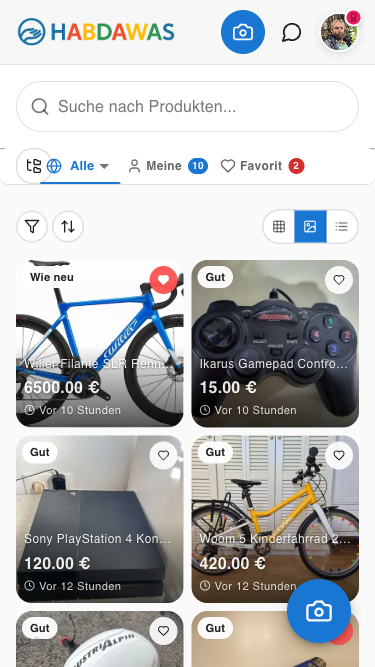 HABDAWAS
8
Suche nach Produkten...
Alle
Meine 10
Favorit 2
Wie neu
Wilier Filante SLR Renn...
6500.00 €
Vor 10 Stunden
Gut
Ikarus Gamepad Contro...
15.00 €
Vor 10 Stunden
Gut
Sony PlayStation 4 Kon...
120.00 €
Vor 12 Stunden
Gut
Woom 5 Kinderfahrrad 2...
420.00 €
Vor 12 Stunden
Gut
Gut